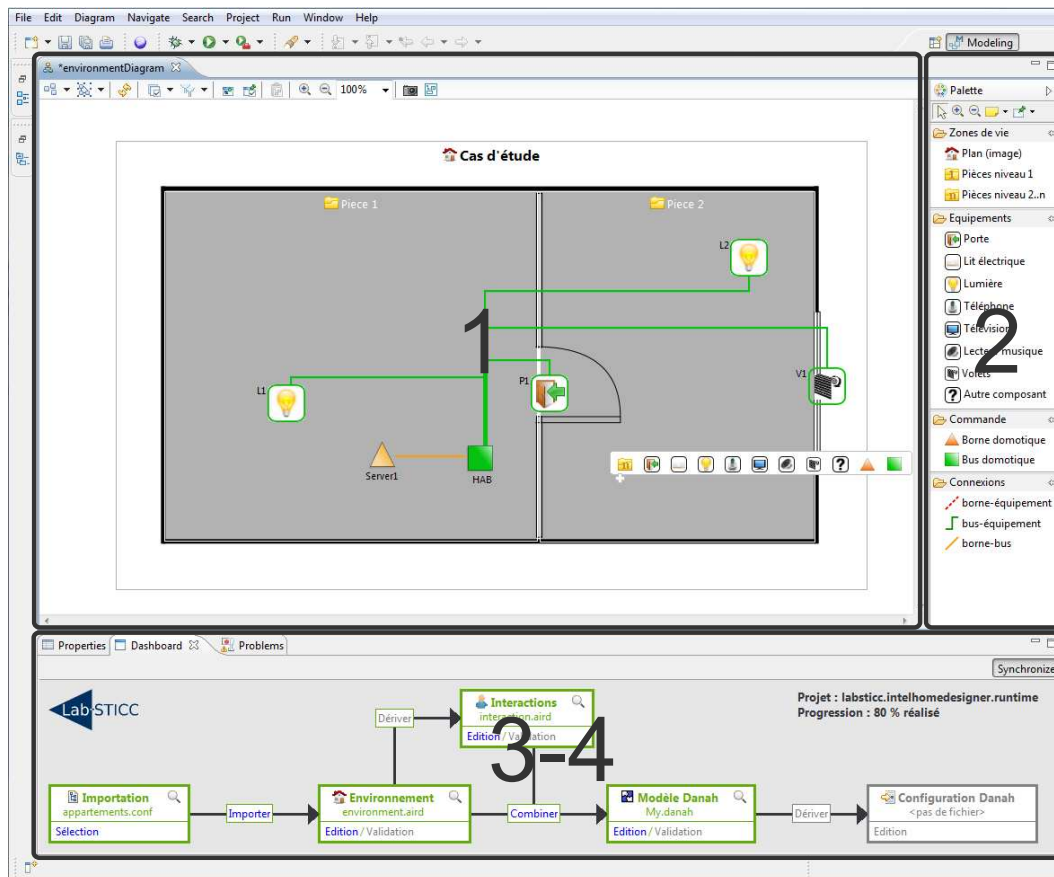 File Edit Diagram Navigate Search Project Run Window Help
Modeling
*environmentDiagram
100%
Cas d'étude
Piece 1
Piece 2
L2
1
V1
P1
L1
Server1
HAB
Palette
Zones de vie
Plan (image)
Pièces niveau 1
Pièces niveau 2..n
Equipements
Porte
Lit électrique
Lumière
Téléphone
Télévision
2
Lecteur musique
Volets
Autre composant
Commande
Borne domotique
Bus domotique
Connexions
borne-équipement
bus-équipement
borne-bus
Properties Dashboard Problems
Synchronize
Lab-STICC
Projet : labsticc.intelhomedesigner.runtime
Progression : 80 % réalisé
Dériver
Interactions
interaction.aird
Edition / Validation
3-4
Importation
appartements.conf
Sélection
Importer
Environnement
environment.aird
Edition / Validation
Combiner
Modèle Danah
My.danah
Edition / Validation
Dériver
Configuration Danah
<pas de fichier>
Edition